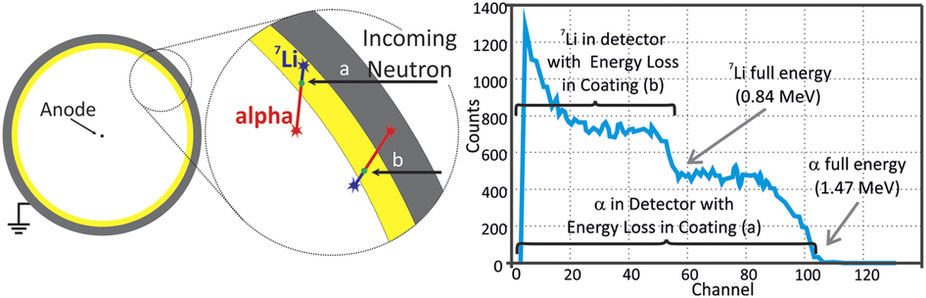 Anode
⁷Li
a
Incoming
Neutron
alpha
b
Counts
1400
1200
1000
800
600
400
200
0
⁷Li in detector
with Energy Loss
in Coating (b)
⁷Li full energy
(0.84 MeV)
α full energy
(1.47 MeV)
α in Detector with
Energy Loss in Coating (a)
0 20 40 60 80 100 120
Channel